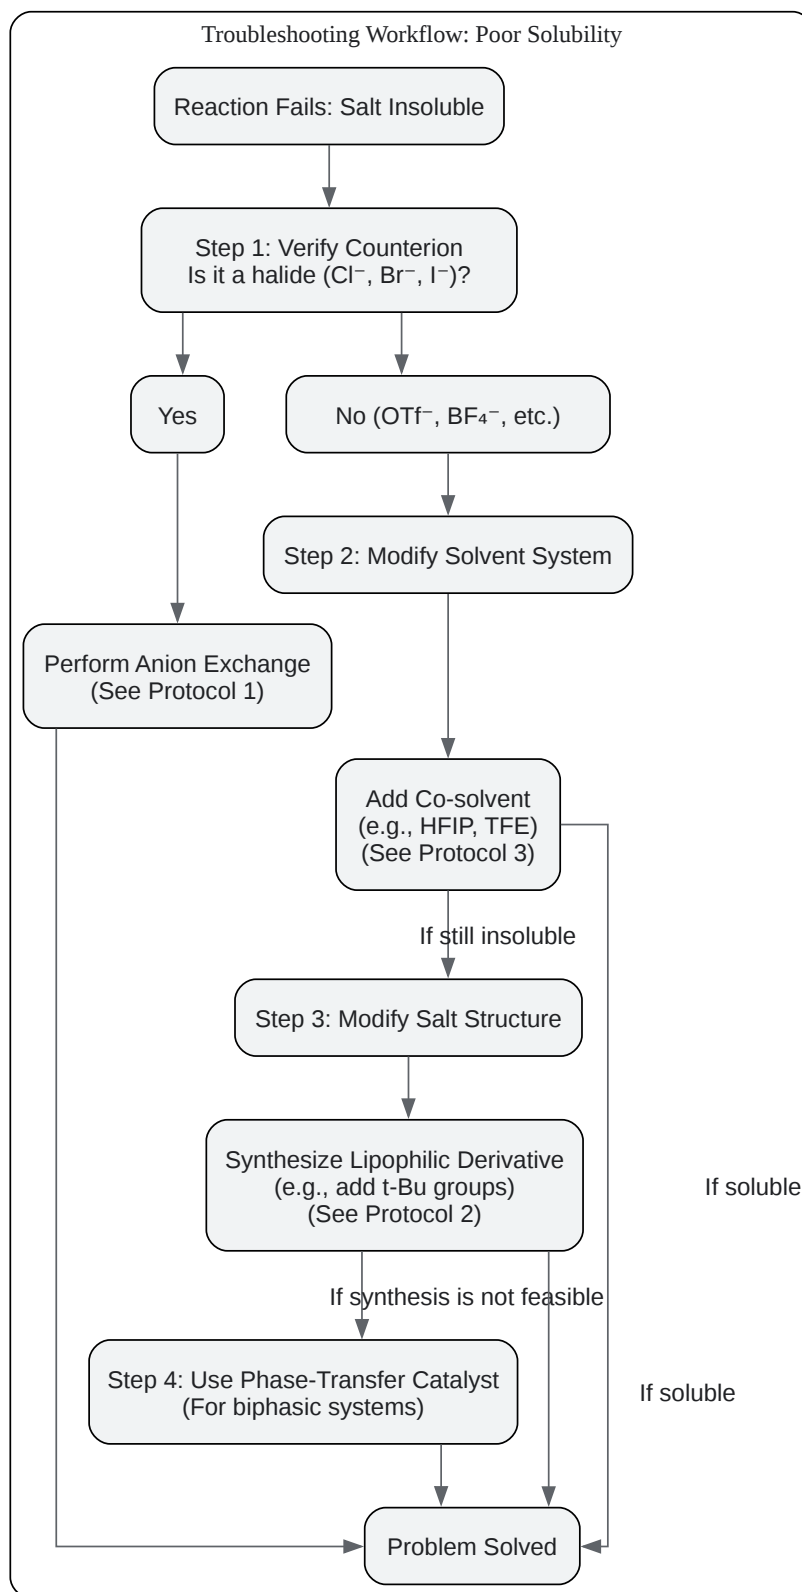 Troubleshooting Workflow: Poor Solubility
Reaction Fails: Salt Insoluble
Step 1: Verify Counterion
Is it a halide (Cl⁻, Br⁻, I⁻)?
Yes
No (OTf⁻, BF₄⁻, etc.)
Step 2: Modify Solvent System
Perform Anion Exchange
(See Protocol 1)
Add Co-solvent
(e.g., HFIP, TFE)
(See Protocol 3)
If still insoluble
Step 3: Modify Salt Structure
Synthesize Lipophilic Derivative
(e.g., add t-Bu groups)
(See Protocol 2)
If soluble
If synthesis is not feasible
Step 4: Use Phase-Transfer Catalyst
(For biphasic systems)
If soluble
Problem Solved